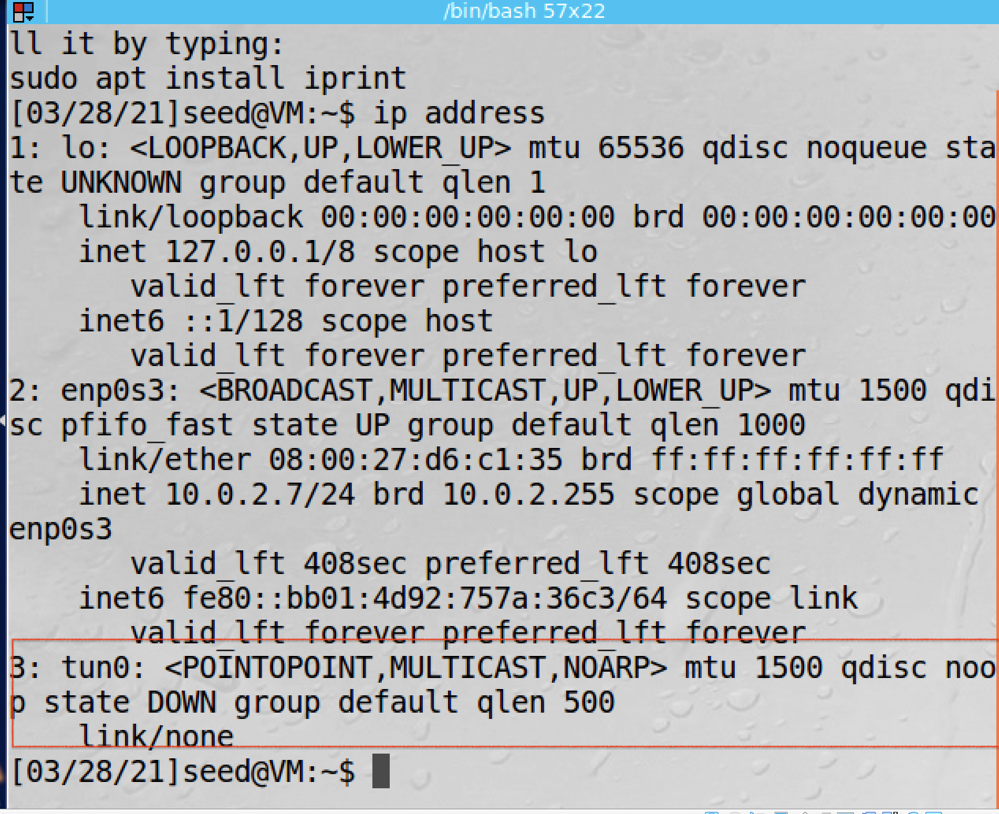 /bin/bash 57x22
ll it by typing:
sudo apt install iprint
[03/28/21]seed@VM:~$ ip address
1: lo: <LOOPBACK,UP,LOWER_UP> mtu 65536 qdisc noqueue sta
te UNKNOWN group default qlen 1
    link/loopback 00:00:00:00:00:00 brd 00:00:00:00:00:00
    inet 127.0.0.1/8 scope host lo
       valid_lft forever preferred_lft forever
    inet6 ::1/128 scope host
       valid_lft forever preferred_lft forever
2: enp0s3: <BROADCAST,MULTICAST,UP,LOWER_UP> mtu 1500 qdi
sc pfifo_fast state UP group default qlen 1000
    link/ether 08:00:27:d6:c1:35 brd ff:ff:ff:ff:ff:ff
    inet 10.0.2.7/24 brd 10.0.2.255 scope global dynamic
enp0s3
       valid_lft 408sec preferred_lft 408sec
    inet6 fe80::bb01:4d92:757a:36c3/64 scope link
       valid_lft forever preferred_lft forever
3: tun0: <POINTOPOINT,MULTICAST,NOARP> mtu 1500 qdisc noo
p state DOWN group default qlen 500
    link/none
[03/28/21]seed@VM:~$